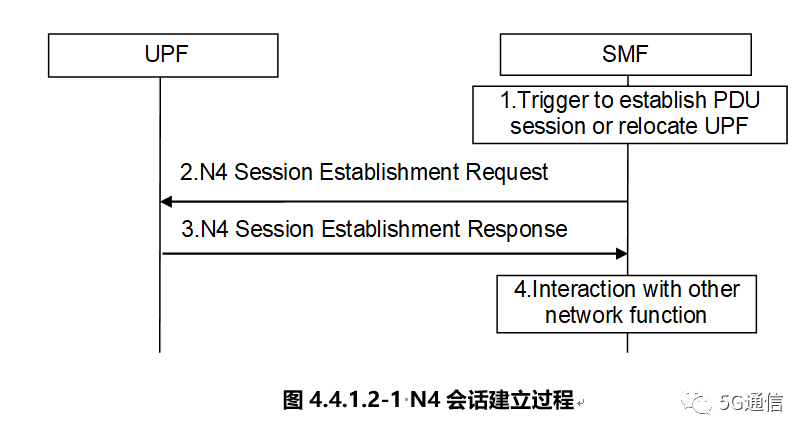 UPF
SMF
1.Trigger to establish PDU
session or relocate UPF
2.N4 Session Establishment Request
3.N4 Session Establishment Response
4.Interaction with other
network function
图 4.4.1.2-1·N4 会话建立过程↵
5G通信